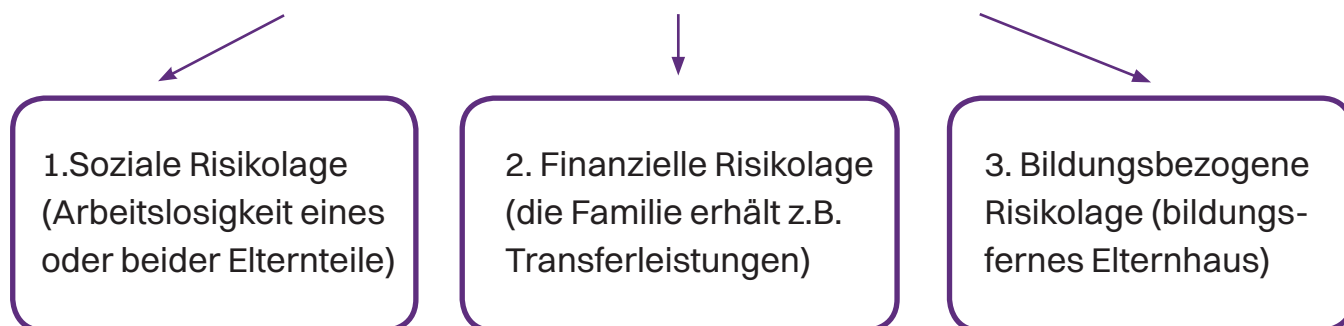 1.Soziale Risikolage
(Arbeitslosigkeit eines
oder beider Elternteile)
2. Finanzielle Risikolage
(die Familie erhält z.B.
Transferleistungen)
3. Bildungsbezogene
Risikolage (bildungs-
fernes Elternhaus)